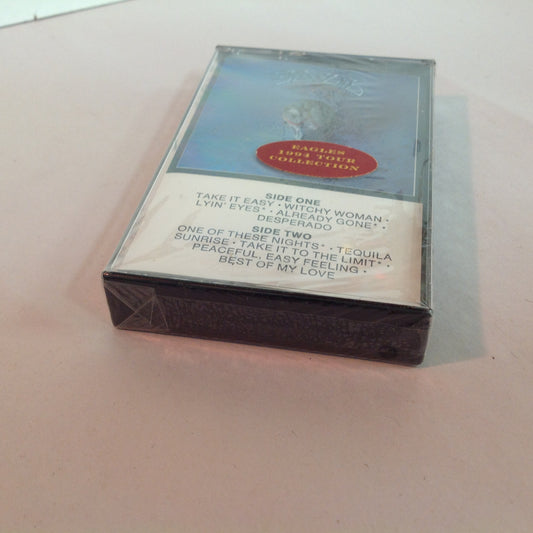 EAGLES
EAGLES
1994 TOUR
COLLECTION
SIDE ONE
TAKE IT EASY • WITCHY WOMAN •
LYIN' EYES* • ALREADY GONE* •
DESPERADO
SIDE TWO
ONE OF THESE NIGHTS* • TEQUILA
SUNRISE • TAKE IT TO THE LIMIT* •
PEACEFUL, EASY FEELING •
BEST OF MY LOVE